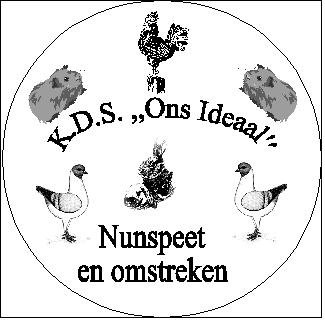 K.D.S. „Ons Ideaal"
Nunspeet
en omstreken